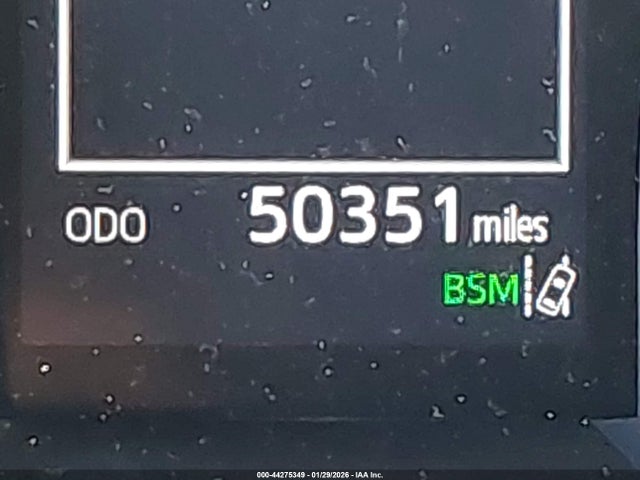 ODO 50351 miles
BSM
000-44275349 - 01/29/2026 - IAA Inc.